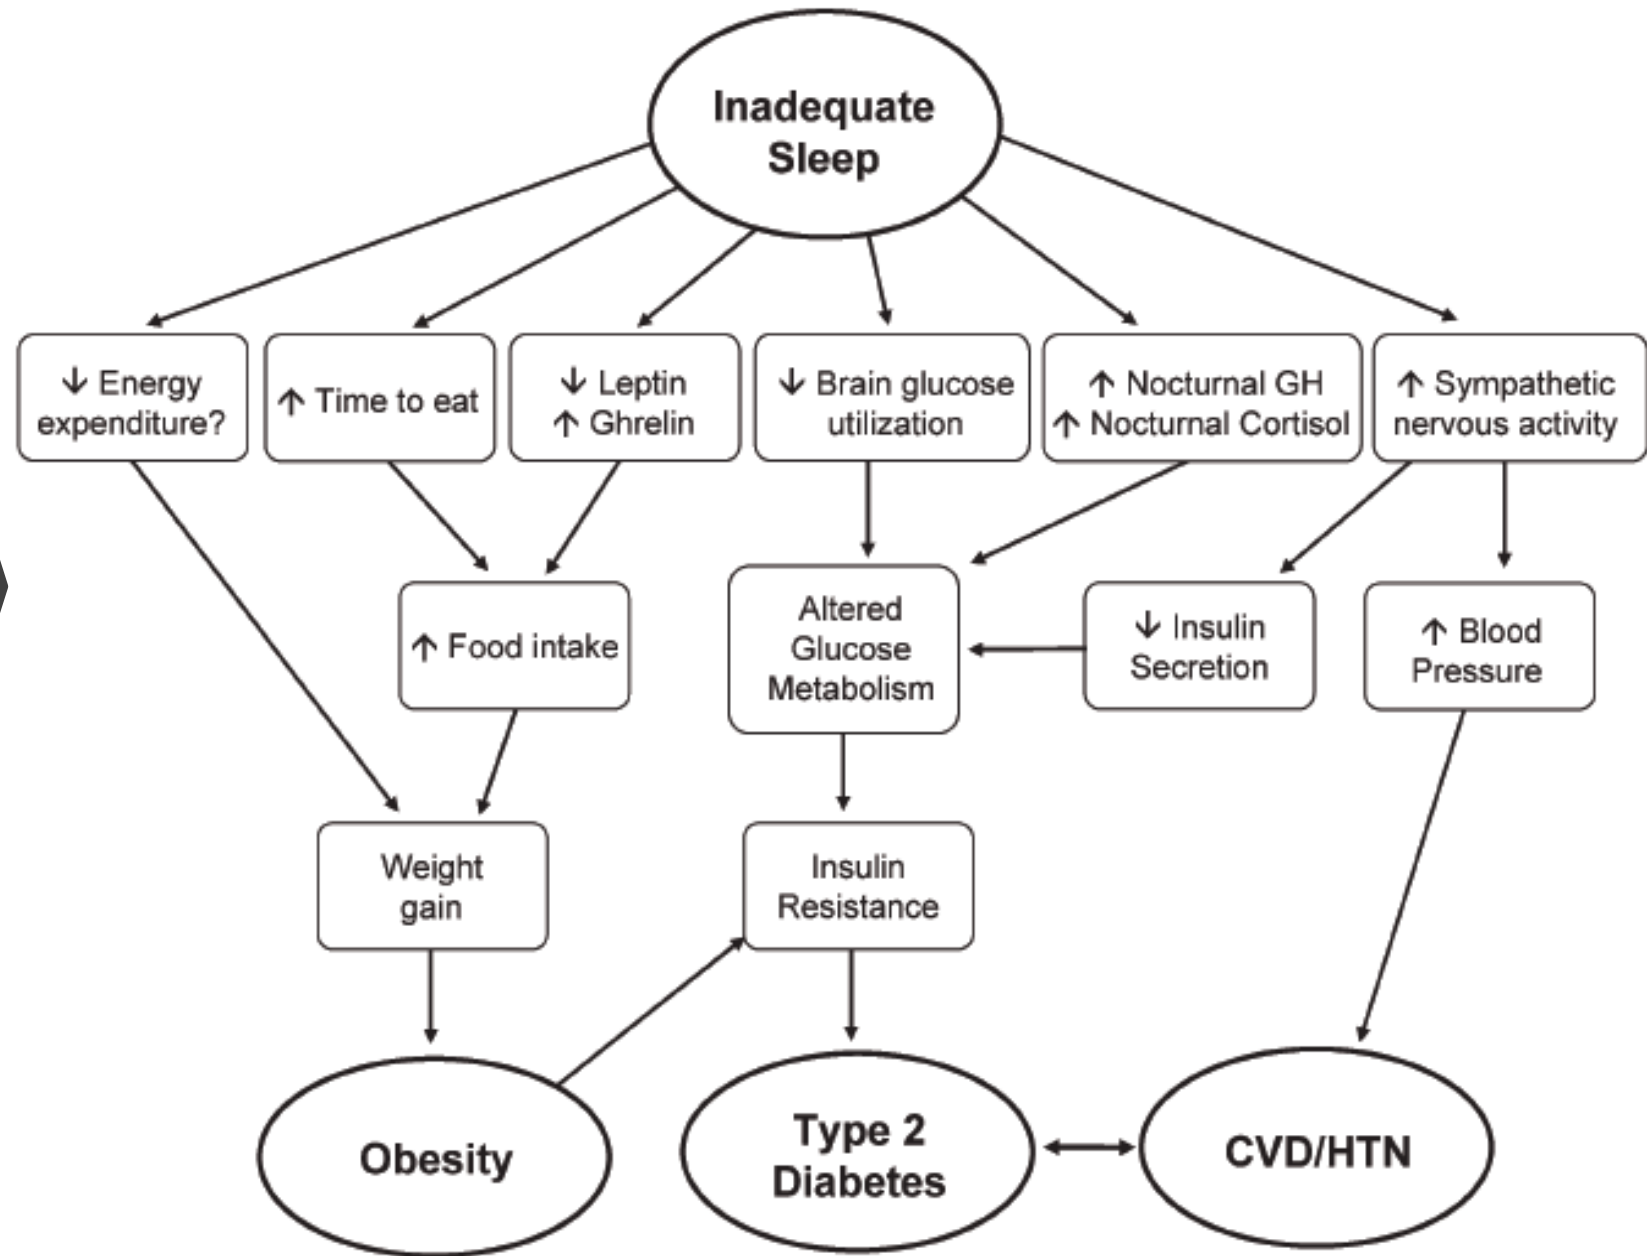 Inadequate
Sleep
↓ Energy
expenditure?
↑ Time to eat
↓ Leptin
↑ Ghrelin
↓ Brain glucose
utilization
↑ Nocturnal GH
↑ Nocturnal Cortisol
↑ Sympathetic
nervous activity
↑ Food intake
Altered
Glucose
Metabolism
↓ Insulin
Secretion
↑ Blood
Pressure
Weight
gain
Insulin
Resistance
Obesity
Type 2
Diabetes
CVD/HTN